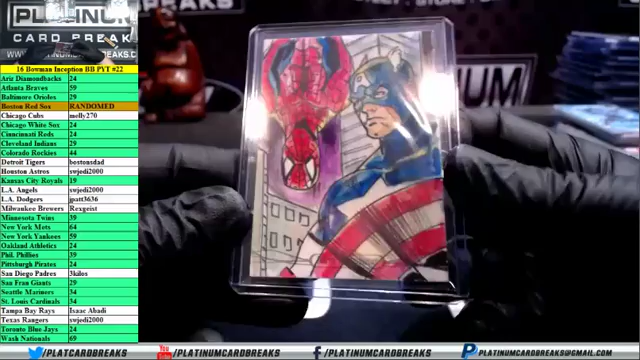 PLATINUM
CARD BREAK
WWW.PLATINUMCARDBREAKS.C
16 Bowman Inception BB PYT #22
Ariz Diamondbacks 24
Atlanta Braves 59
Baltimore Orioles 29
Boston Red Sox RANDOMED
Chicago Cubs melly270
Chicago White Sox 24
Cincinnati Reds 24
Cleveland Indians 29
Colorado Rockies 44
Detroit Tigers bostonsdad
Houston Astros swjedi2000
Kansas City Royals 19
L.A. Angels swjedi2000
L.A. Dodgers jpatt3636
Milwaukee Brewers Rexgeist
Minnesota Twins 39
New York Mets 64
New York Yankees 59
Oakland Athletics 24
Phil. Phillies 39
Pittsburgh Pirates 24
San Diego Padres 3kilos
San Fran Giants 29
Seattle Mariners 34
St. Louis Cardinals 34
Tampa Bay Rays Isaac Abadi
Texas Rangers swjedi2000
Toronto Blue Jays 24
Wash Nationals 69
/PLATCARDBREAKS
/PLATINUMCARDBREAKS
/PLATINUMCARDBREAKS
PLATINUMCARDBREAKS@GMAIL.COM